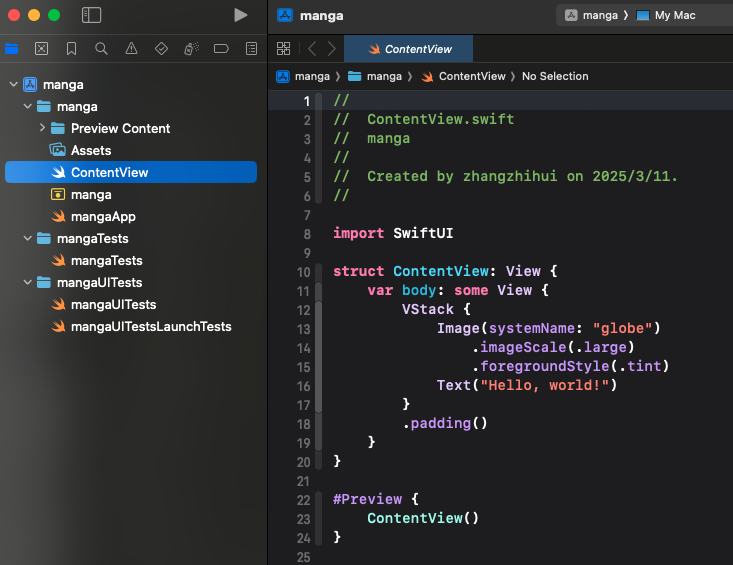 manga
manga 〉 My Mac
ContentView
manga 〉 manga 〉 ContentView 〉 No Selection
manga
manga
Preview Content
Assets
ContentView
manga
mangaApp
mangaTests
mangaTests
mangaUITests
mangaUITests
mangaUITestsLaunchTests
1 //
2 //  ContentView.swift
3 //  manga
4 //
5 //  Created by zhangzhihui on 2025/3/11.
6 //
7
8 import SwiftUI
9
10 struct ContentView: View {
11     var body: some View {
12         VStack {
13             Image(systemName: "globe")
14                 .imageScale(.large)
15                 .foregroundStyle(.tint)
16             Text("Hello, world!")
17         }
18         .padding()
19     }
20 }
21
22 #Preview {
23     ContentView()
24 }
25